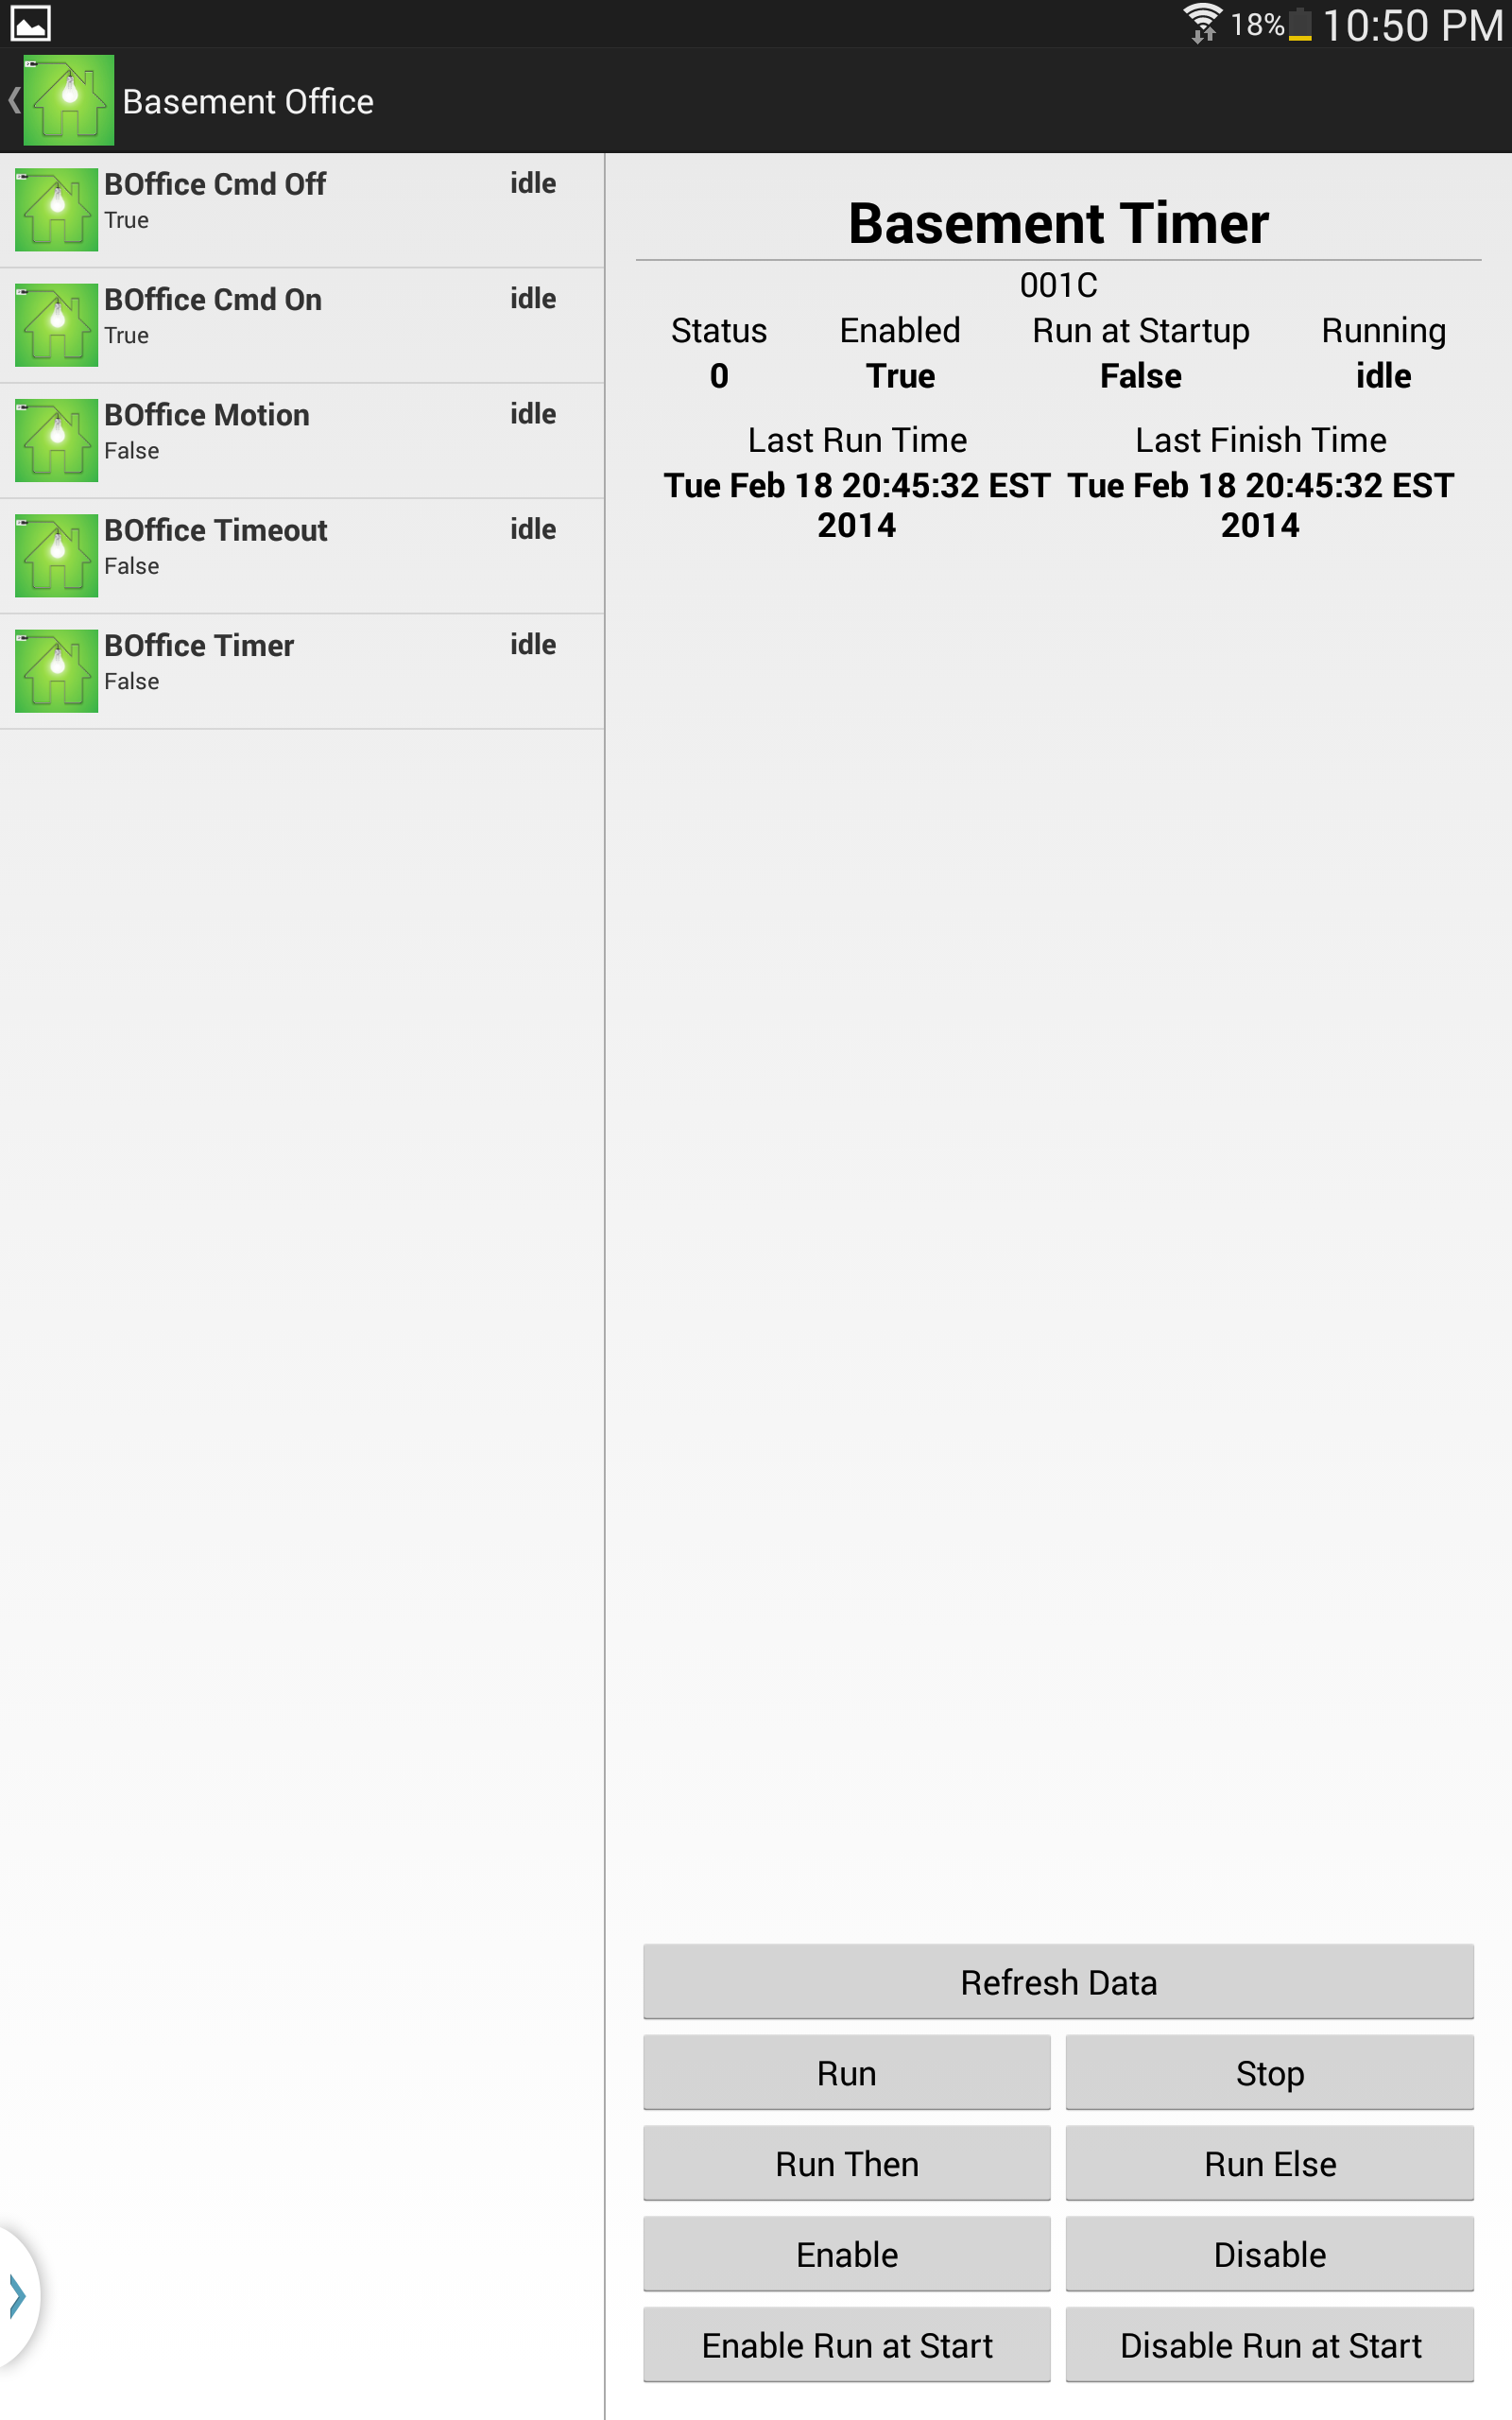 18% 10:50 PM
Basement Office
BOffice Cmd Off idle
True
BOffice Cmd On idle
True
BOffice Motion idle
False
BOffice Timeout idle
False
BOffice Timer idle
False
Basement Timer
001C
Status Enabled Run at Startup Running
0 True False idle
Last Run Time Last Finish Time
Tue Feb 18 20:45:32 EST Tue Feb 18 20:45:32 EST
2014 2014
Refresh Data
Run Stop
Run Then Run Else
Enable Disable
Enable Run at Start Disable Run at Start